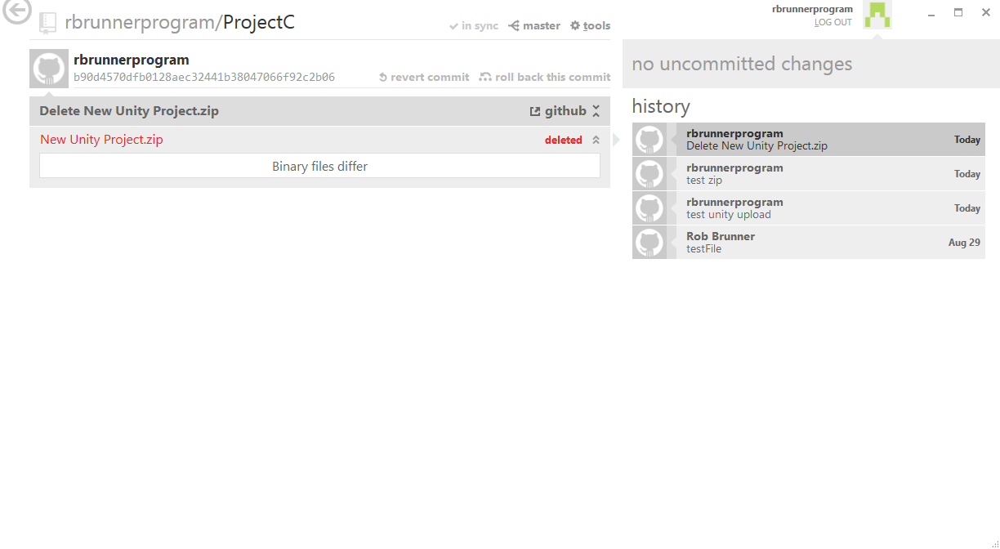 rbrunnerprogram/ProjectC
in sync master tools
rbrunnerprogram
LOG OUT
rbrunnerprogram
b90d4570dfb0128aec32441b38047066f92c2b06
revert commit roll back this commit
Delete New Unity Project.zip github
New Unity Project.zip deleted
Binary files differ
no uncommitted changes
history
rbrunnerprogram
Delete New Unity Project.zip Today
rbrunnerprogram
test zip Today
rbrunnerprogram
test unity upload Today
Rob Brunner
testFile Aug 29